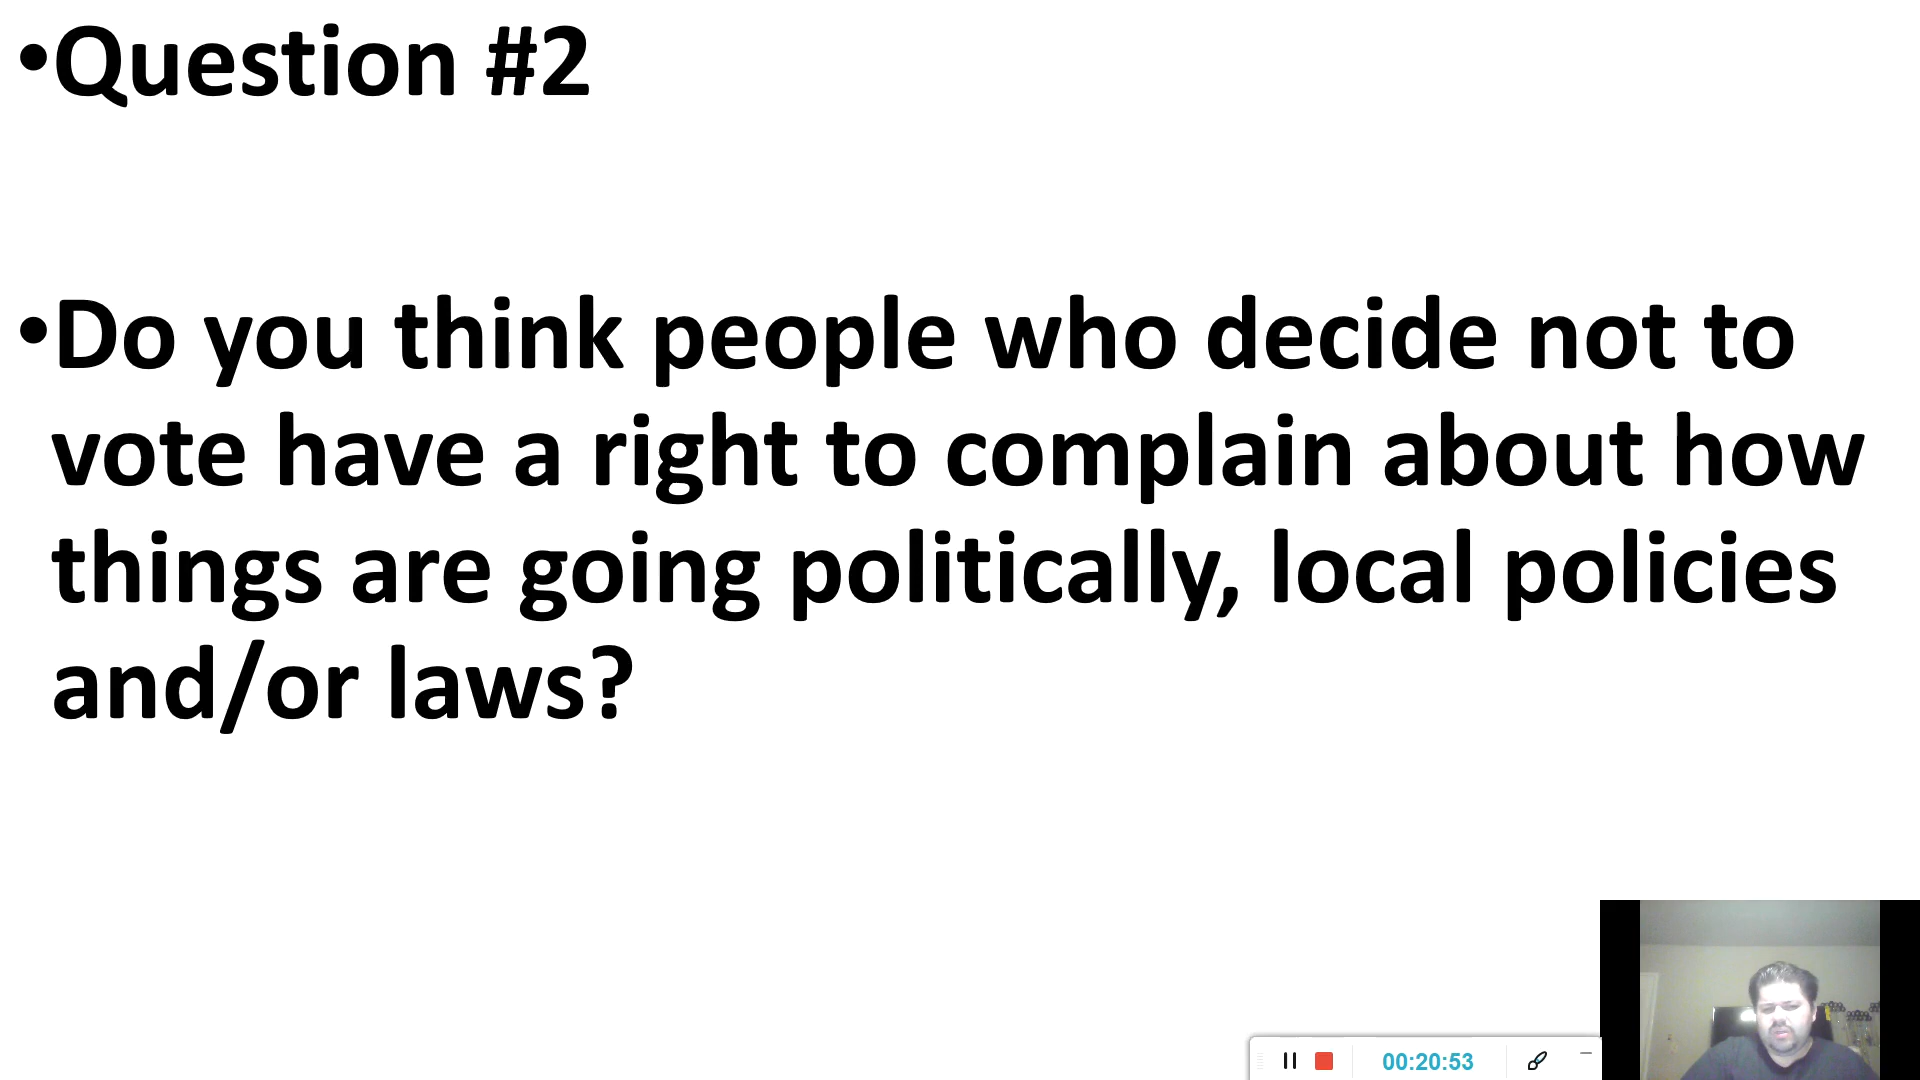 •Question #2
•Do you think people who decide not to
vote have a right to complain about how
things are going politically, local policies
and/or laws?
00:20:53